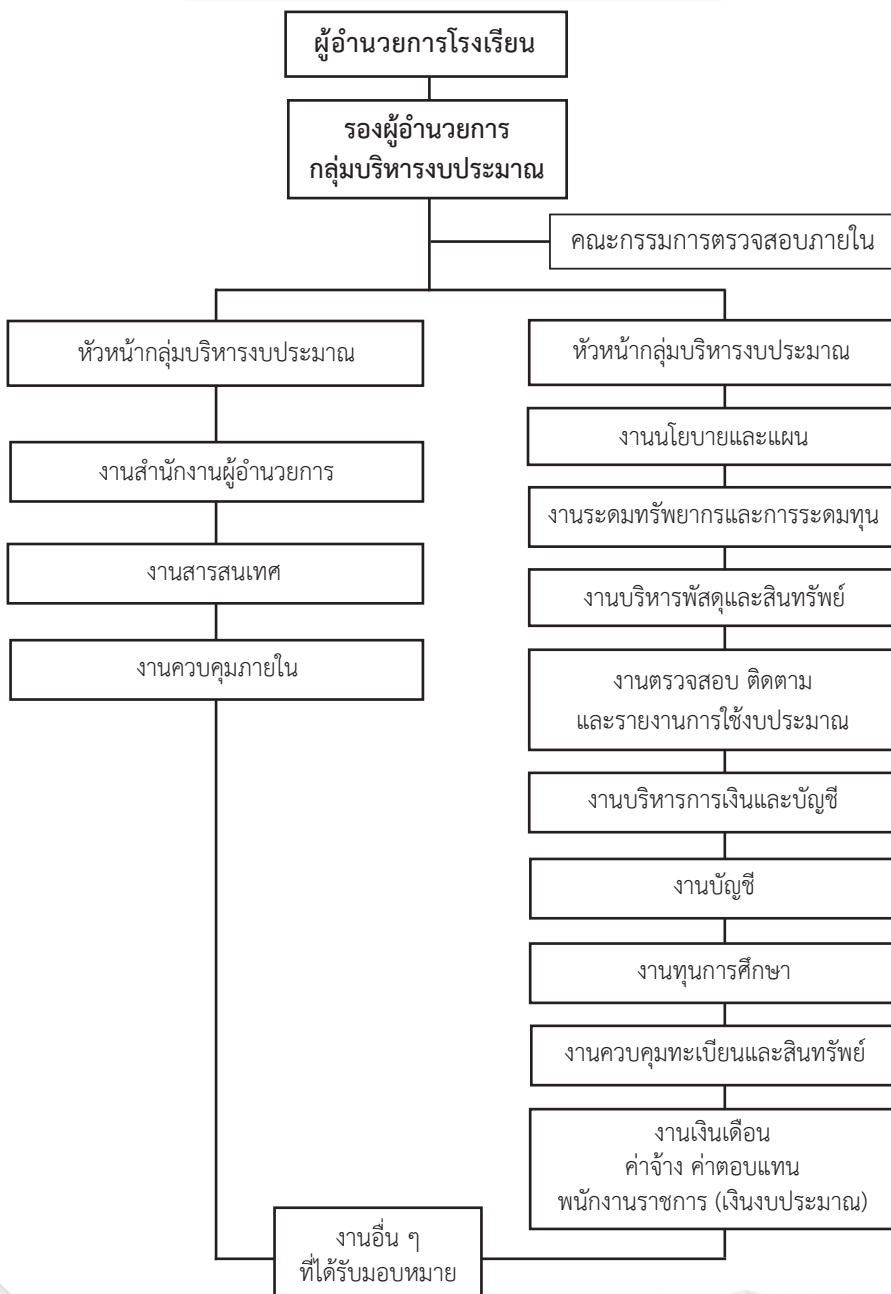 ผู้อำนวยการโรงเรียน
รองผู้อำนวยการ
กลุ่มบริหารงบประมาณ
คณะกรรมการตรวจสอบภายใน
หัวหน้ากลุ่มบริหารงบประมาณ
งานสำนักงานผู้อำนวยการ
งานสารสนเทศ
งานควบคุมภายใน
หัวหน้ากลุ่มบริหารงบประมาณ
งานนโยบายและแผน
งานระดมทรัพยากรและการระดมทุน
งานบริหารพัสดุและสินทรัพย์
งานตรวจสอบ ติดตาม
และรายงานการใช้งบประมาณ
งานบริหารการเงินและบัญชี
งานบัญชี
งานทุนการศึกษา
งานควบคุมทะเบียนและสินทรัพย์
งานเงินเดือน
ค่าจ้าง ค่าตอบแทน
พนักงานราชการ (เงินงบประมาณ)
งานอื่น ๆ
ที่ได้รับมอบหมาย